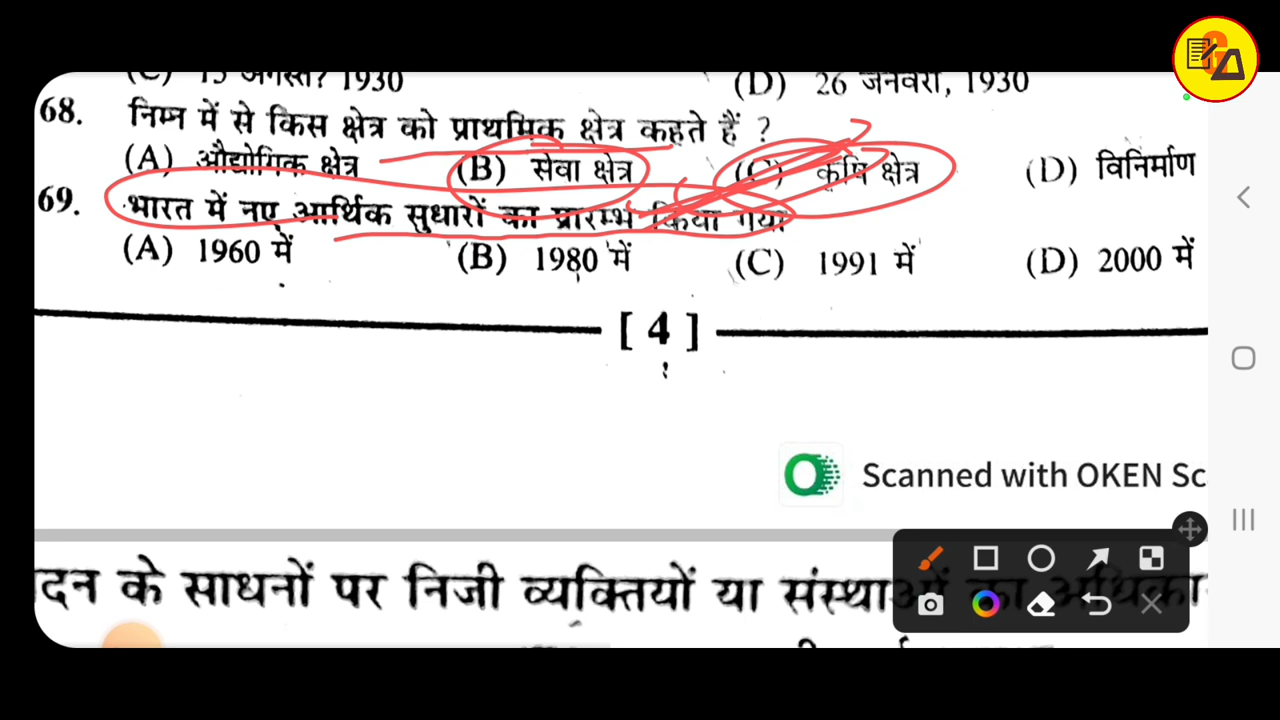 (C) 15 अगस्त? 1930 (D) 26 जनवरी, 1930
68. निम्न में से किस क्षेत्र को प्राथमिक क्षेत्र कहते हैं ?
(A) औद्योगिक क्षेत्र (B) सेवा क्षेत्र (C) कृषि क्षेत्र (D) विनिर्माण
69. भारत में नए आर्थिक सुधारों का प्रारम्भ किया गया
(A) 1960 में (B) 1980 में (C) 1991 में (D) 2000 में
[ 4 ]
Scanned with OKEN Sc
दन के साधनों पर निजी व्यक्तियों या संस्थाओं का अधिका